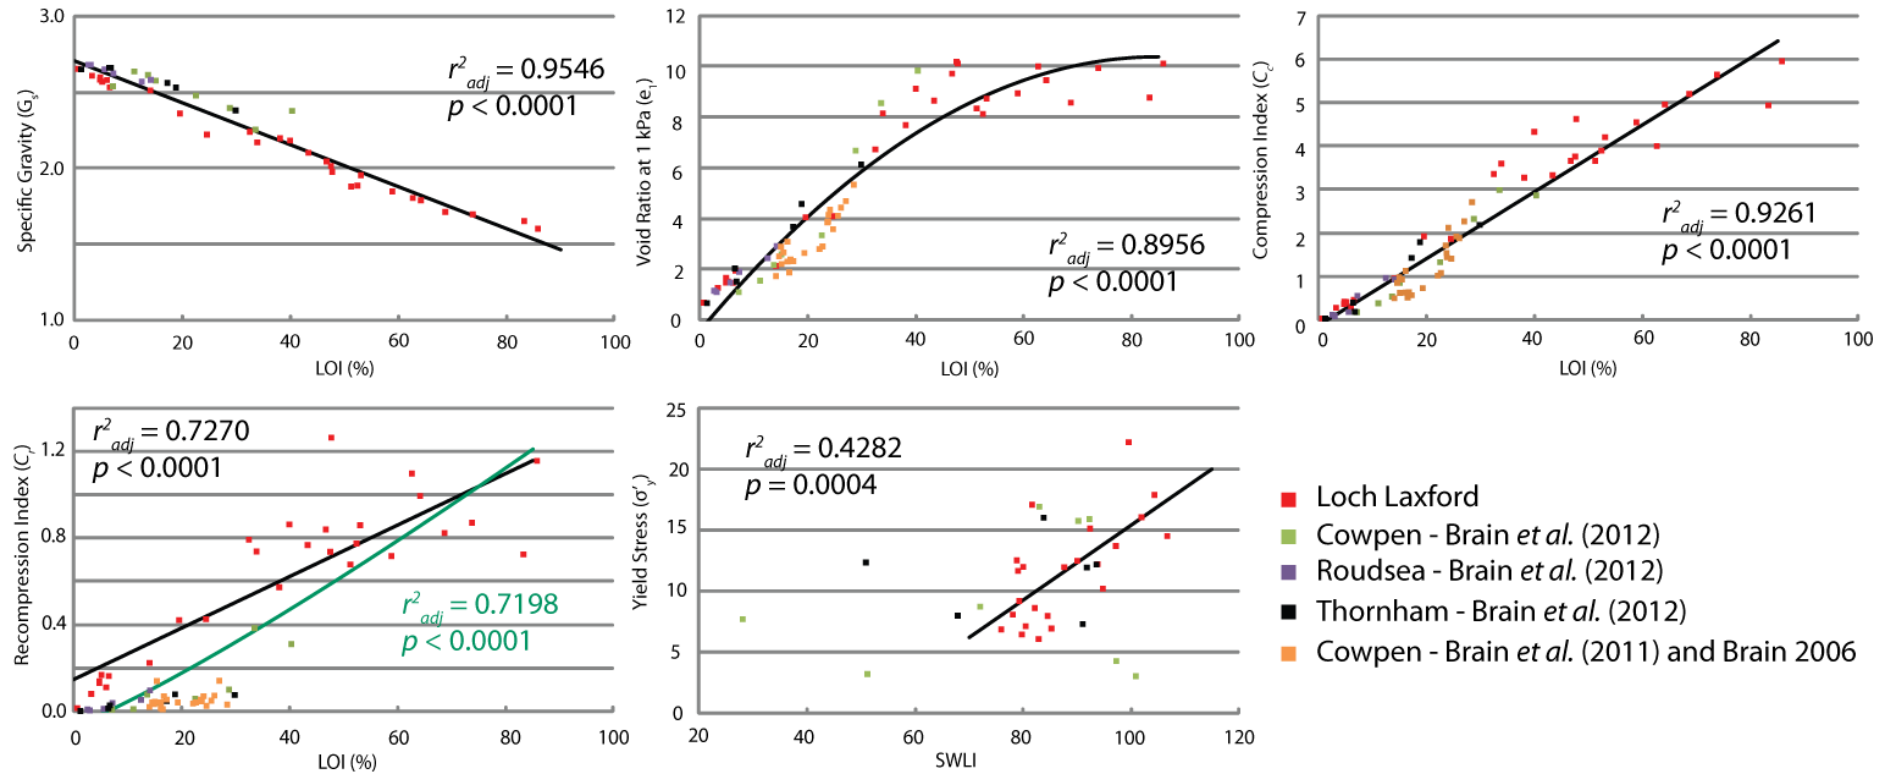 3.0
2.0
1.0
Specific Gravity (Gs)
r²adj = 0.9546
p < 0.0001
0 20 40 60 80 100
LOI (%)
12
10
8
6
4
2
0
Void Ratio at 1 kPa (e1)
r²adj = 0.8956
p < 0.0001
0 20 40 60 80 100
LOI (%)
7
6
5
4
3
2
1
0
Compression Index (Cc)
r²adj = 0.9261
p < 0.0001
0 20 40 60 80 100
LOI (%)
1.2
0.8
0.4
0.0
Recompression Index (Cr)
r²adj = 0.7270
p < 0.0001
r²adj = 0.7198
p < 0.0001
0 20 40 60 80 100
LOI (%)
25
20
15
10
5
0
Yield Stress (σ'y)
r²adj = 0.4282
p = 0.0004
20 40 60 80 100 120
SWLI
Loch Laxford
Cowpen - Brain et al. (2012)
Roudsea - Brain et al. (2012)
Thornham - Brain et al. (2012)
Cowpen - Brain et al. (2011) and Brain 2006